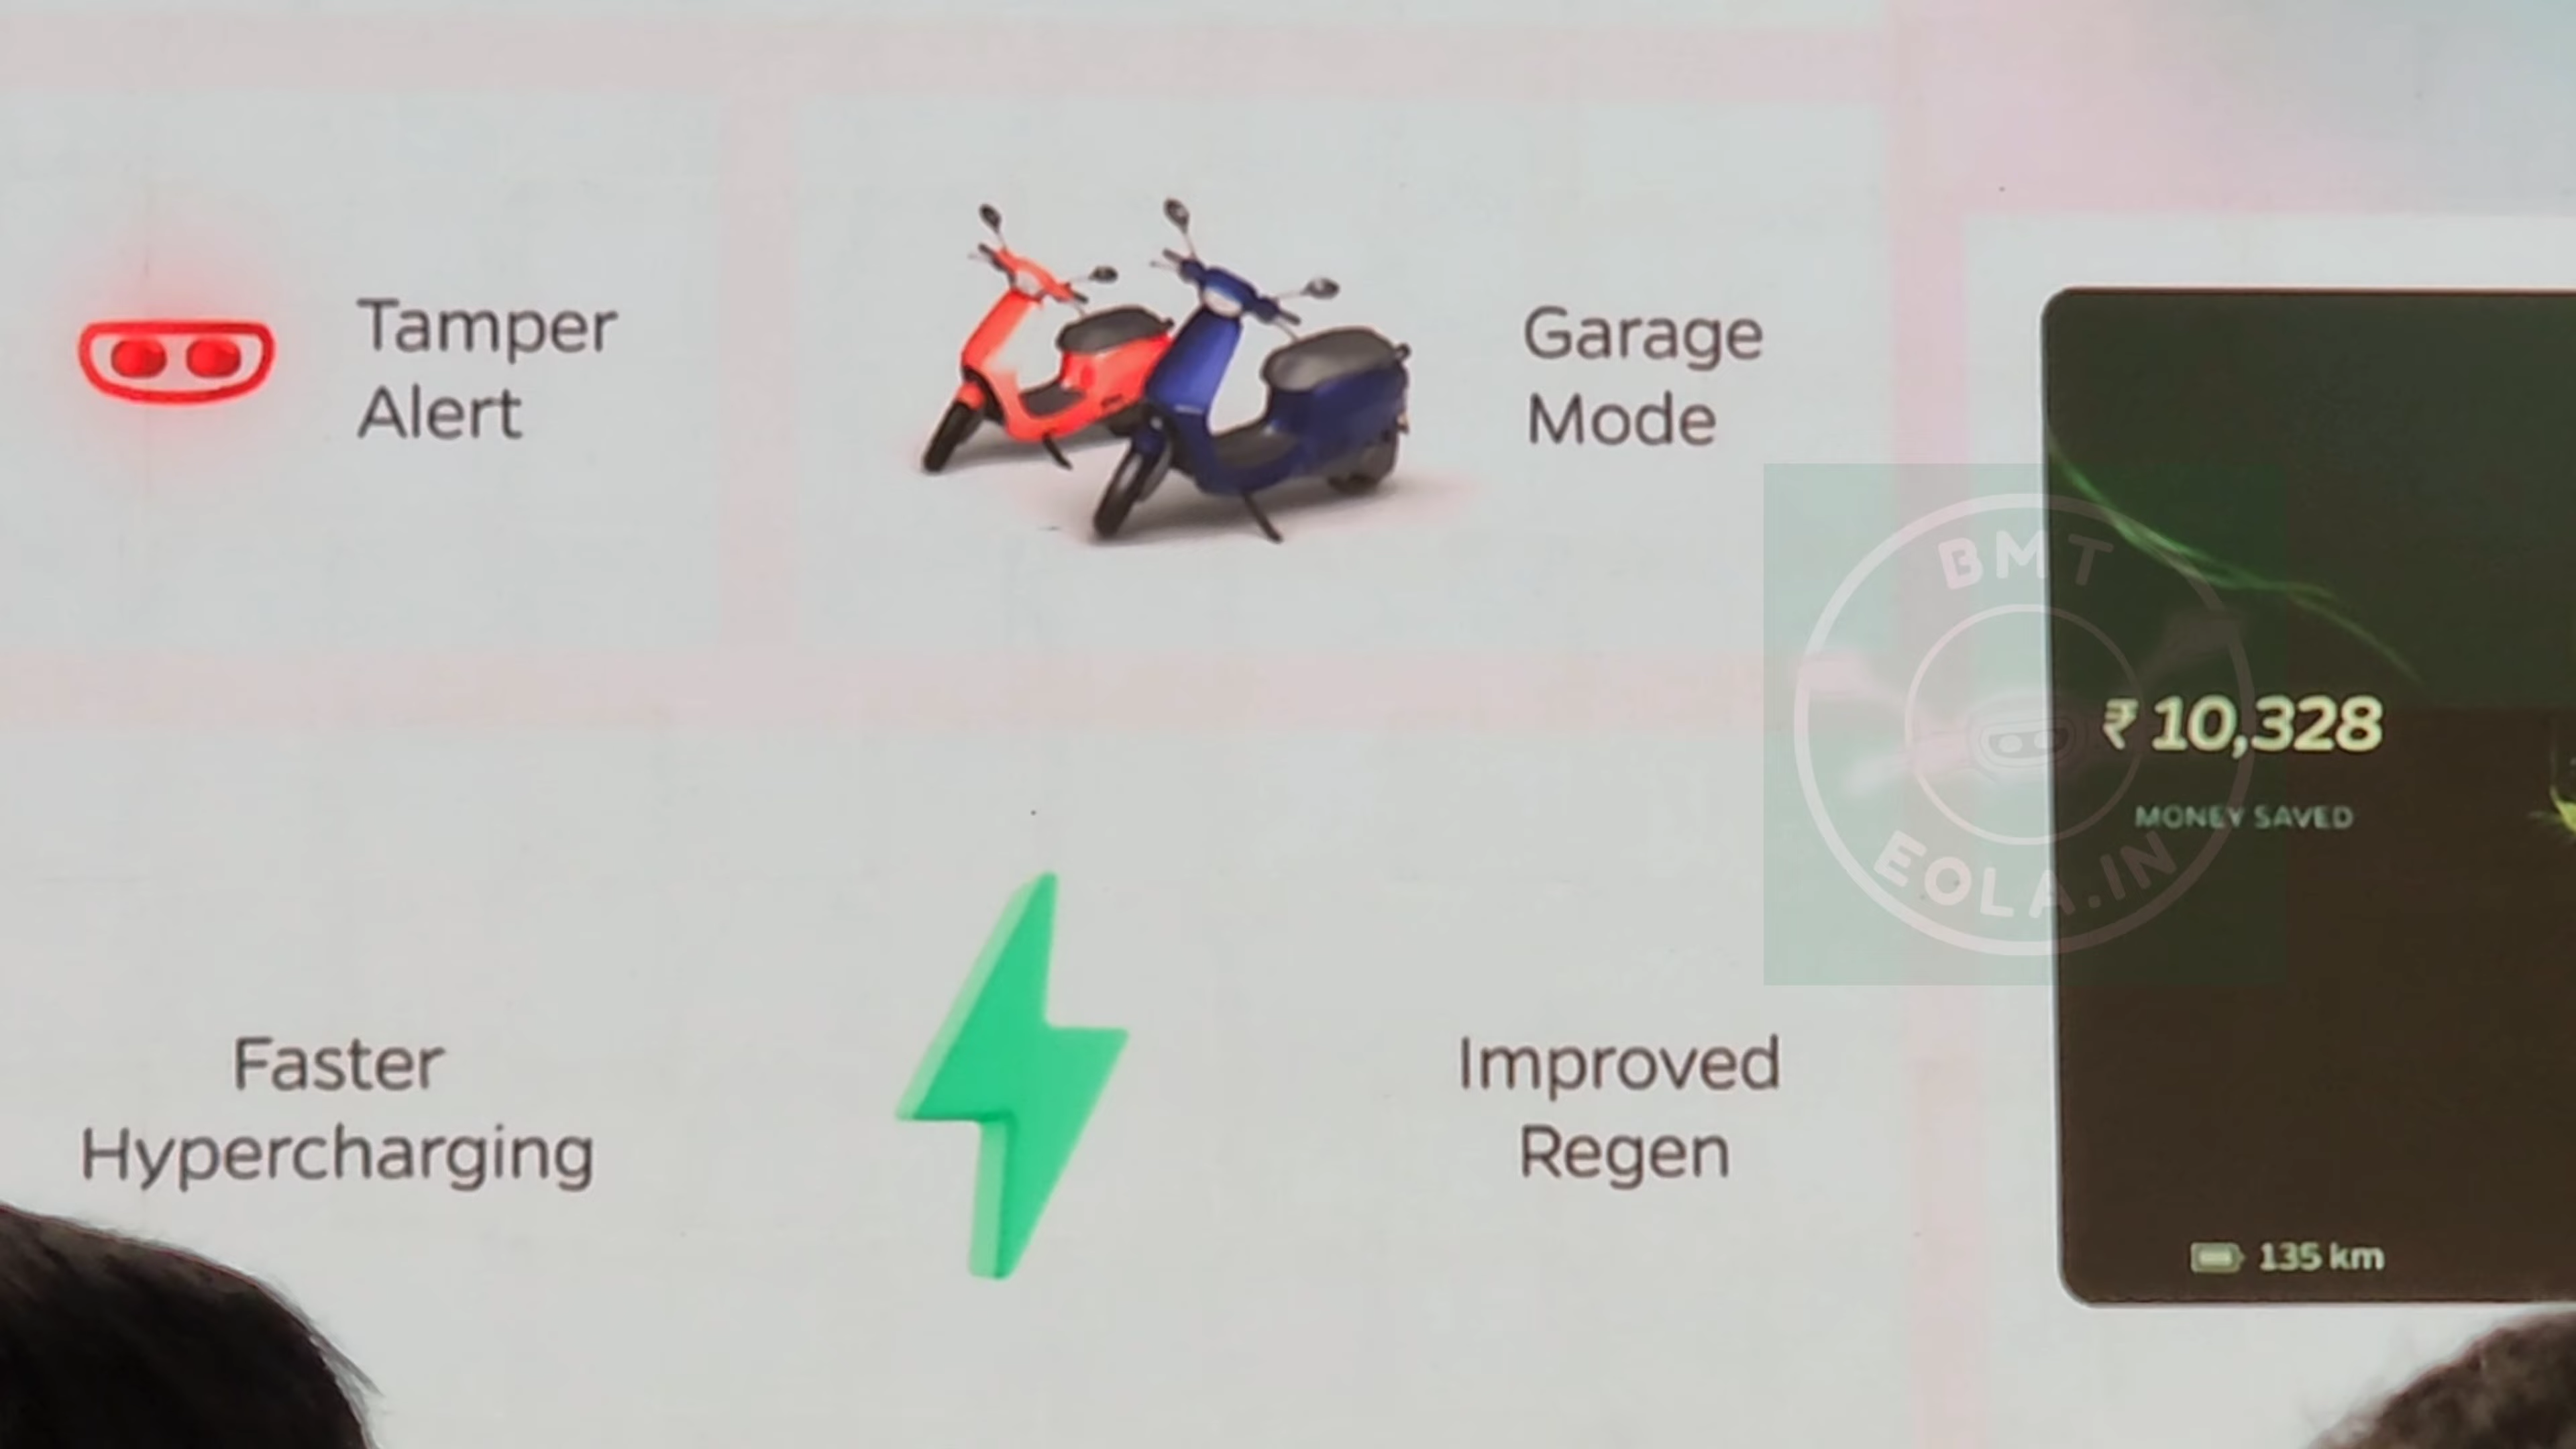 Tamper
Alert
Garage
Mode
BMT
EOLA.IN
₹ 10,328
MONEY SAVED
Faster
Hypercharging
Improved
Regen
135 km